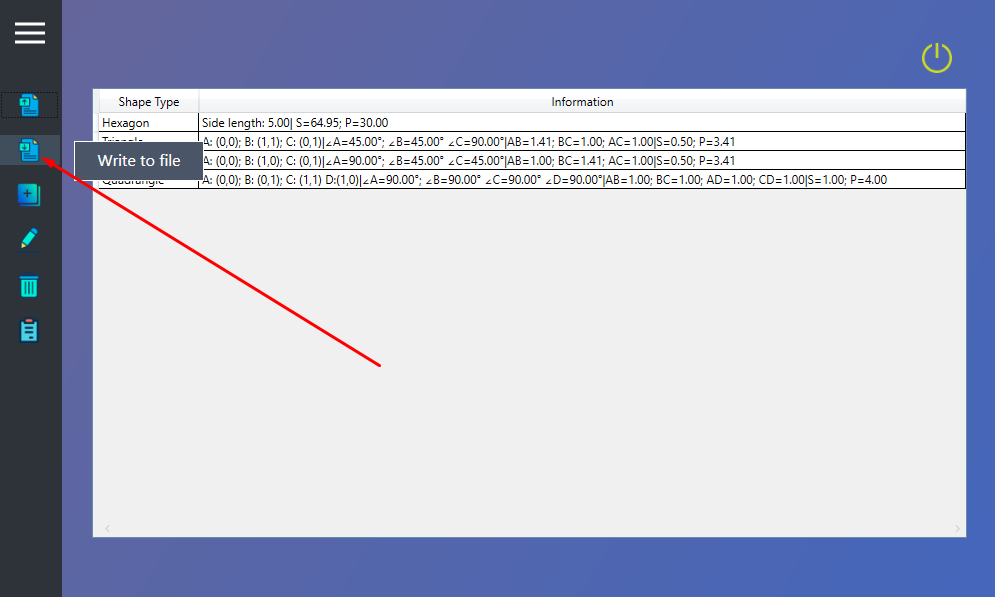 Shape Type Information
Hexagon Side length: 5.00| S=64.95; P=30.00
A: (0,0); B: (1,1); C: (0,1)|∠A=45.00°; ∠B=45.00° ∠C=90.00°|AB=1.41; BC=1.00; AC=1.00|S=0.50; P=3.41
Write to file
A: (0,0); B: (1,0); C: (0,1)|∠A=90.00°; ∠B=45.00° ∠C=45.00°|AB=1.00; BC=1.41; AC=1.00|S=0.50; P=3.41
Quadrangle A: (0,0); B: (0,1); C: (1,1) D:(1,0)|∠A=90.00°; ∠B=90.00° ∠C=90.00° ∠D=90.00°|AB=1.00; BC=1.00; AD=1.00; CD=1.00|S=1.00; P=4.00